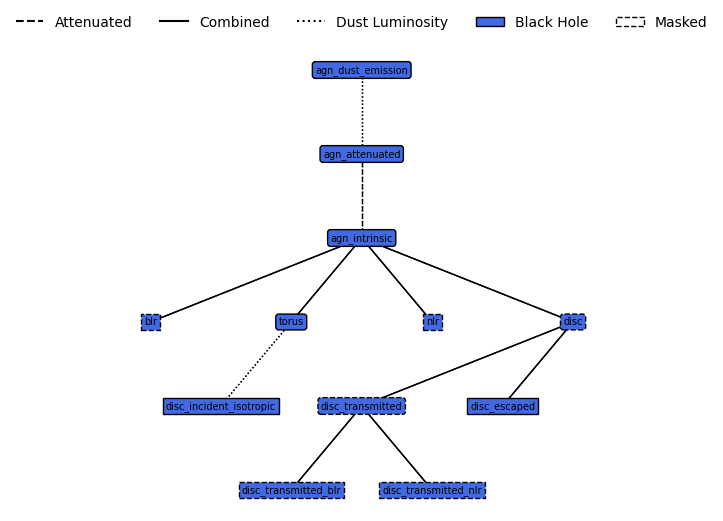 Attenuated Combined Dust Luminosity Black Hole Masked
agn_dust_emission
agn_attenuated
agn_intrinsic
blr torus nlr disc
disc_incident_isotropic disc_transmitted disc_escaped
disc_transmitted_blr disc_transmitted_nlr